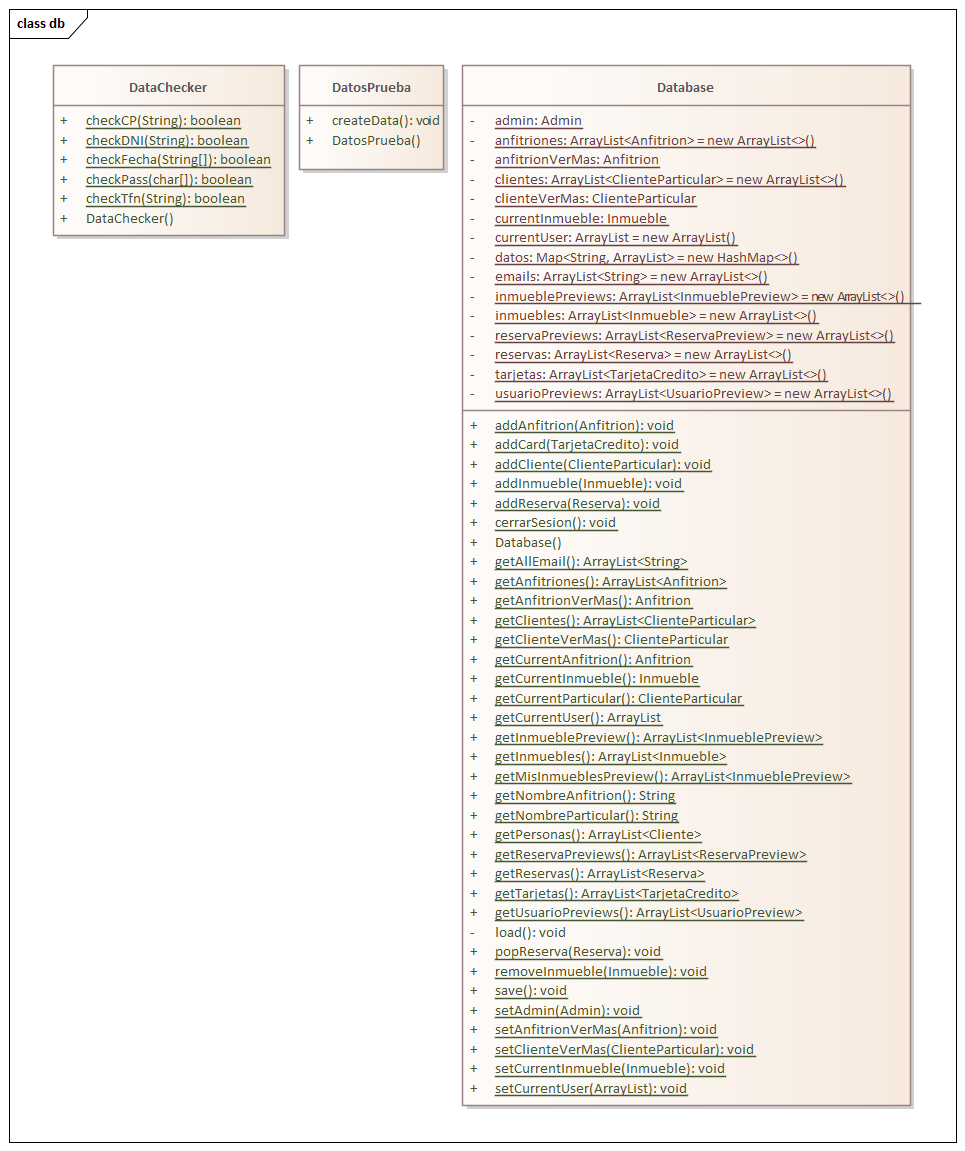 class db
DataChecker
+ checkCP(String): boolean
+ checkDNI(String): boolean
+ checkFecha(String[]): boolean
+ checkPass(char[]): boolean
+ checkTfn(String): boolean
+ DataChecker()
DatosPrueba
+ createData(): void
+ DatosPrueba()
Database
- admin: Admin
- anfitriones: ArrayList<Anfitrion> = new ArrayList<>()
- anfitrionVerMas: Anfitrion
- clientes: ArrayList<ClienteParticular> = new ArrayList<>()
- clienteVerMas: ClienteParticular
- currentInmueble: Inmueble
- currentUser: ArrayList = new ArrayList()
- datos: Map<String, ArrayList> = new HashMap<>()
- emails: ArrayList<String> = new ArrayList<>()
- inmueblePreviews: ArrayList<InmueblePreview> = new ArrayList<>()
- inmuebles: ArrayList<Inmueble> = new ArrayList<>()
- reservaPreviews: ArrayList<ReservaPreview> = new ArrayList<>()
- reservas: ArrayList<Reserva> = new ArrayList<>()
- tarjetas: ArrayList<TarjetaCredito> = new ArrayList<>()
- usuarioPreviews: ArrayList<UsuarioPreview> = new ArrayList<>()
+ addAnfitrion(Anfitrion): void
+ addCard(TarjetaCredito): void
+ addCliente(ClienteParticular): void
+ addInmueble(Inmueble): void
+ addReserva(Reserva): void
+ cerrarSesion(): void
+ Database()
+ getAllEmail(): ArrayList<String>
+ getAnfitriones(): ArrayList<Anfitrion>
+ getAnfitrionVerMas(): Anfitrion
+ getClientes(): ArrayList<ClienteParticular>
+ getClienteVerMas(): ClienteParticular
+ getCurrentAnfitrion(): Anfitrion
+ getCurrentInmueble(): Inmueble
+ getCurrentParticular(): ClienteParticular
+ getCurrentUser(): ArrayList
+ getInmueblePreview(): ArrayList<InmueblePreview>
+ getInmuebles(): ArrayList<Inmueble>
+ getMisInmueblesPreview(): ArrayList<InmueblePreview>
+ getNombreAnfitrion(): String
+ getNombreParticular(): String
+ getPersonas(): ArrayList<Cliente>
+ getReservaPreviews(): ArrayList<ReservaPreview>
+ getReservas(): ArrayList<Reserva>
+ getTarjetas(): ArrayList<TarjetaCredito>
+ getUsuarioPreviews(): ArrayList<UsuarioPreview>
- load(): void
+ popReserva(Reserva): void
+ removeInmueble(Inmueble): void
+ save(): void
+ setAdmin(Admin): void
+ setAnfitrionVerMas(Anfitrion): void
+ setClienteVerMas(ClienteParticular): void
+ setCurrentInmueble(Inmueble): void
+ setCurrentUser(ArrayList): void